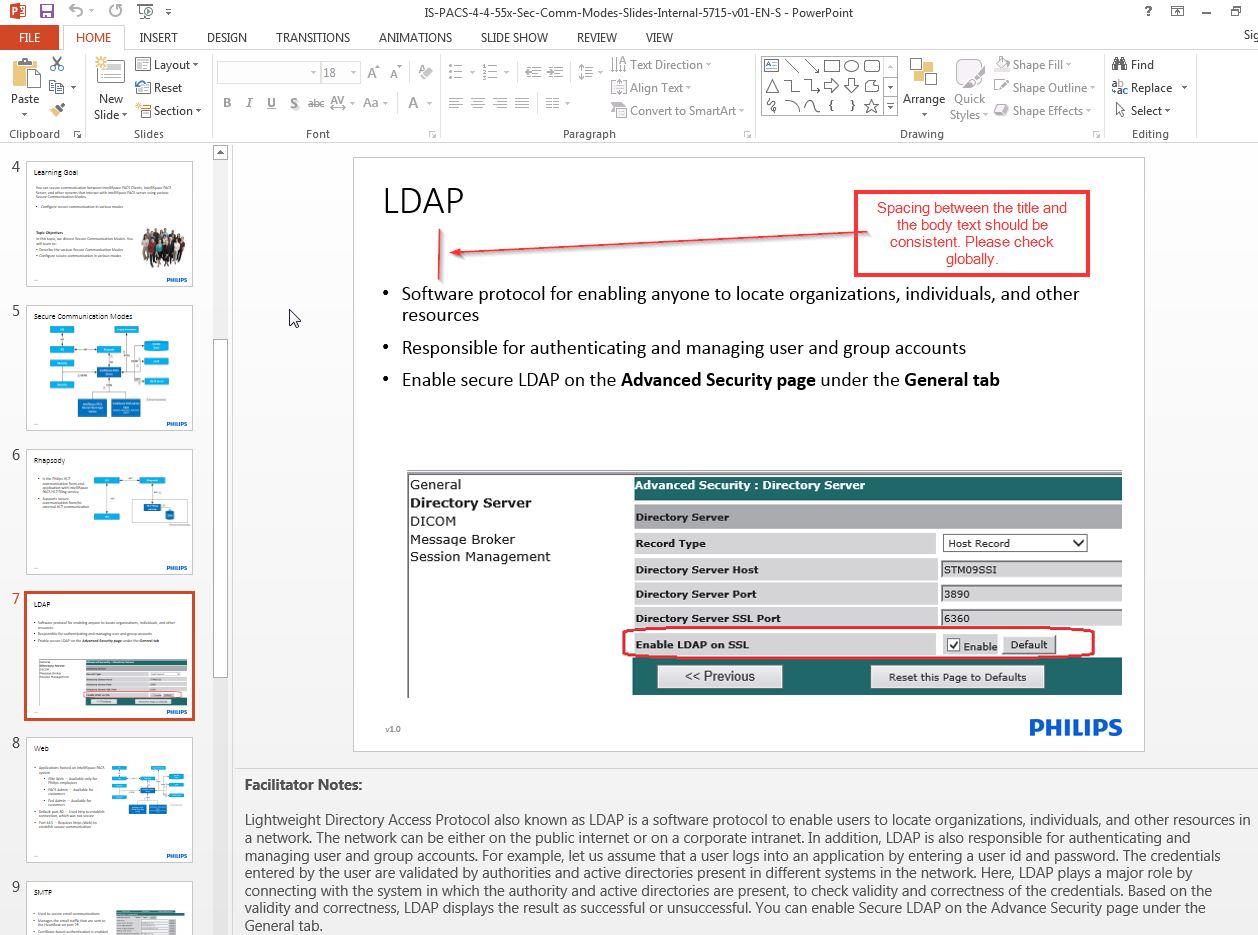 IS-PACS-4-4-55x-Sec-Comm-Modes-Slides-Internal-5715-v01-EN-S - PowerPoint
FILE HOME INSERT DESIGN TRANSITIONS ANIMATIONS SLIDE SHOW REVIEW VIEW
Paste
New
Slide
Layout
Reset
Section
18
B I U S abc AV Aa A
Text Direction
Align Text
Convert to SmartArt
Arrange
Quick
Styles
Shape Fill
Shape Outline
Shape Effects
Find
Replace
Select
Clipboard Slides Font Paragraph Drawing Editing
4
Learning Goal
Topic Objectives
PHILIPS
5
Secure Communication Modes
PHILIPS
6
Rhapsody
PHILIPS
7
LDAP
PHILIPS
8
Web
PHILIPS
9
SMTP
LDAP
Spacing between the title and
the body text should be
consistent. Please check
globally.
• Software protocol for enabling anyone to locate organizations, individuals, and other
resources
• Responsible for authenticating and managing user and group accounts
• Enable secure LDAP on the Advanced Security page under the General tab
General
Directory Server
DICOM
Message Broker
Session Management
Advanced Security : Directory Server
Directory Server
Record Type Host Record
Directory Server Host STM09SSI
Directory Server Port 3890
Directory Server SSL Port 6360
Enable LDAP on SSL Enable Default
<< Previous Reset this Page to Defaults
v1.0
PHILIPS
Facilitator Notes:
Lightweight Directory Access Protocol also known as LDAP is a software protocol to enable users to locate organizations, individuals, and other resources in
a network. The network can be either on the public internet or on a corporate intranet. In addition, LDAP is also responsible for authenticating and
managing user and group accounts. For example, let us assume that a user logs into an application by entering a user id and password. The credentials
entered by the user are validated by authorities and active directories present in different systems in the network. Here, LDAP plays a major role by
connecting with the system in which the authority and active directories are present, to check validity and correctness of the credentials. Based on the
validity and correctness, LDAP displays the result as successful or unsuccessful. You can enable Secure LDAP on the Advance Security page under the
General tab.